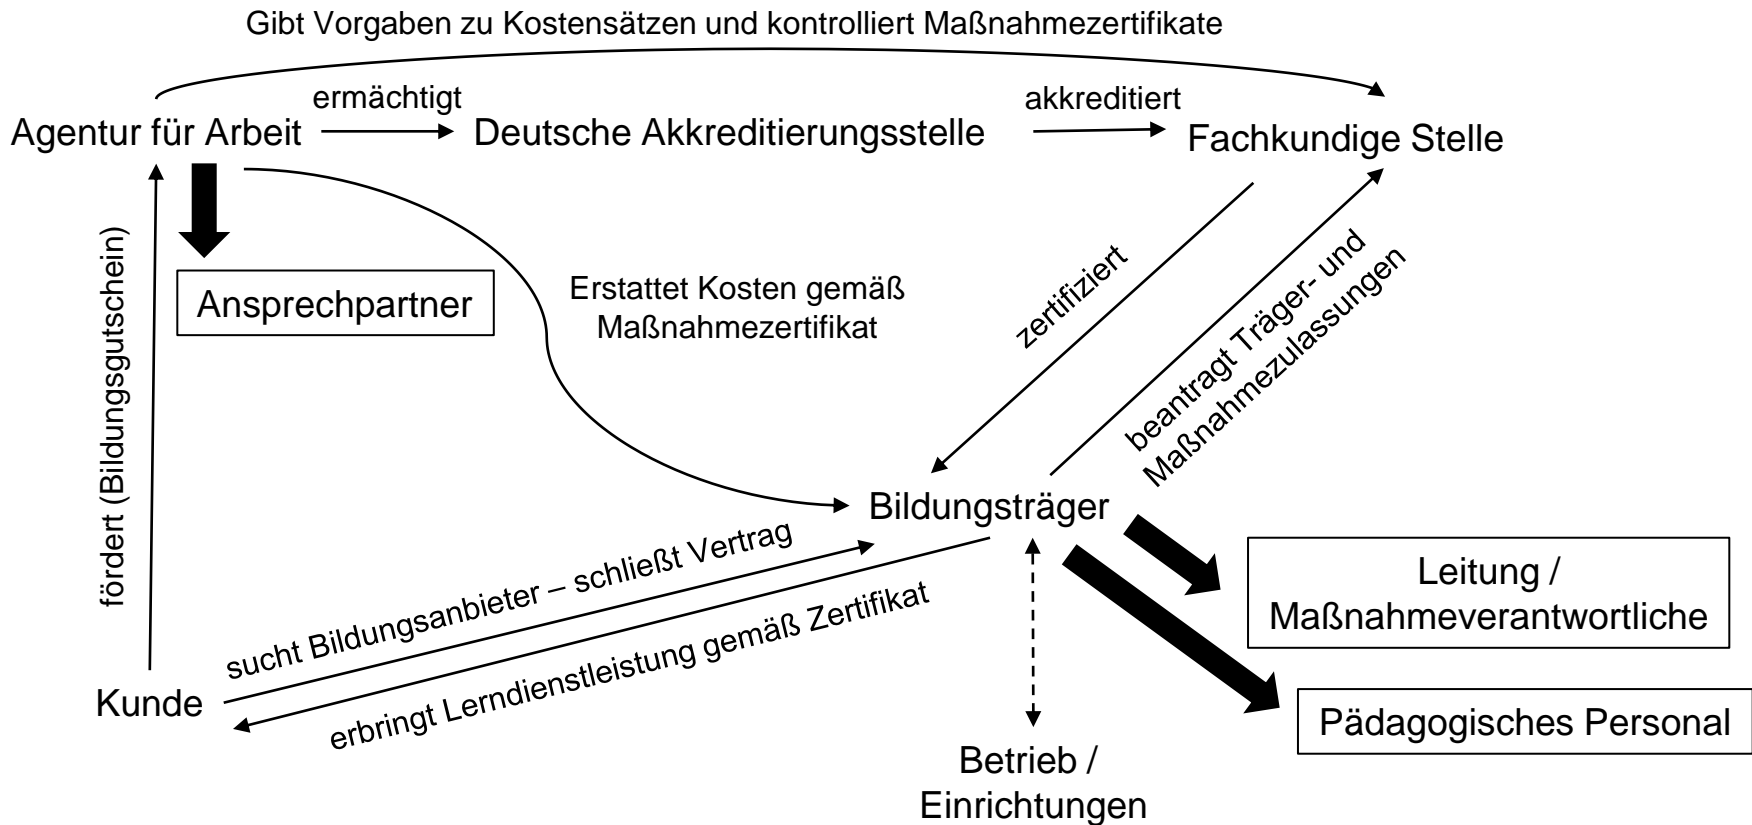 Gibt Vorgaben zu Kostensätzen und kontrolliert Maßnahmezertifikate
ermächtigt
akkreditiert
Agentur für Arbeit
Deutsche Akkreditierungsstelle
Fachkundige Stelle
fördert (Bildungsgutschein)
Ansprechpartner
Erstattet Kosten gemäß
Maßnahmezertifikat
zertifiziert
beantragt Träger- und
Maßnahmezulassungen
Bildungsträger
sucht Bildungsanbieter – schließt Vertrag
erbringt Lerndienstleistung gemäß Zertifikat
Leitung /
Maßnahmeverantwortliche
Kunde
Pädagogisches Personal
Betrieb /
Einrichtungen